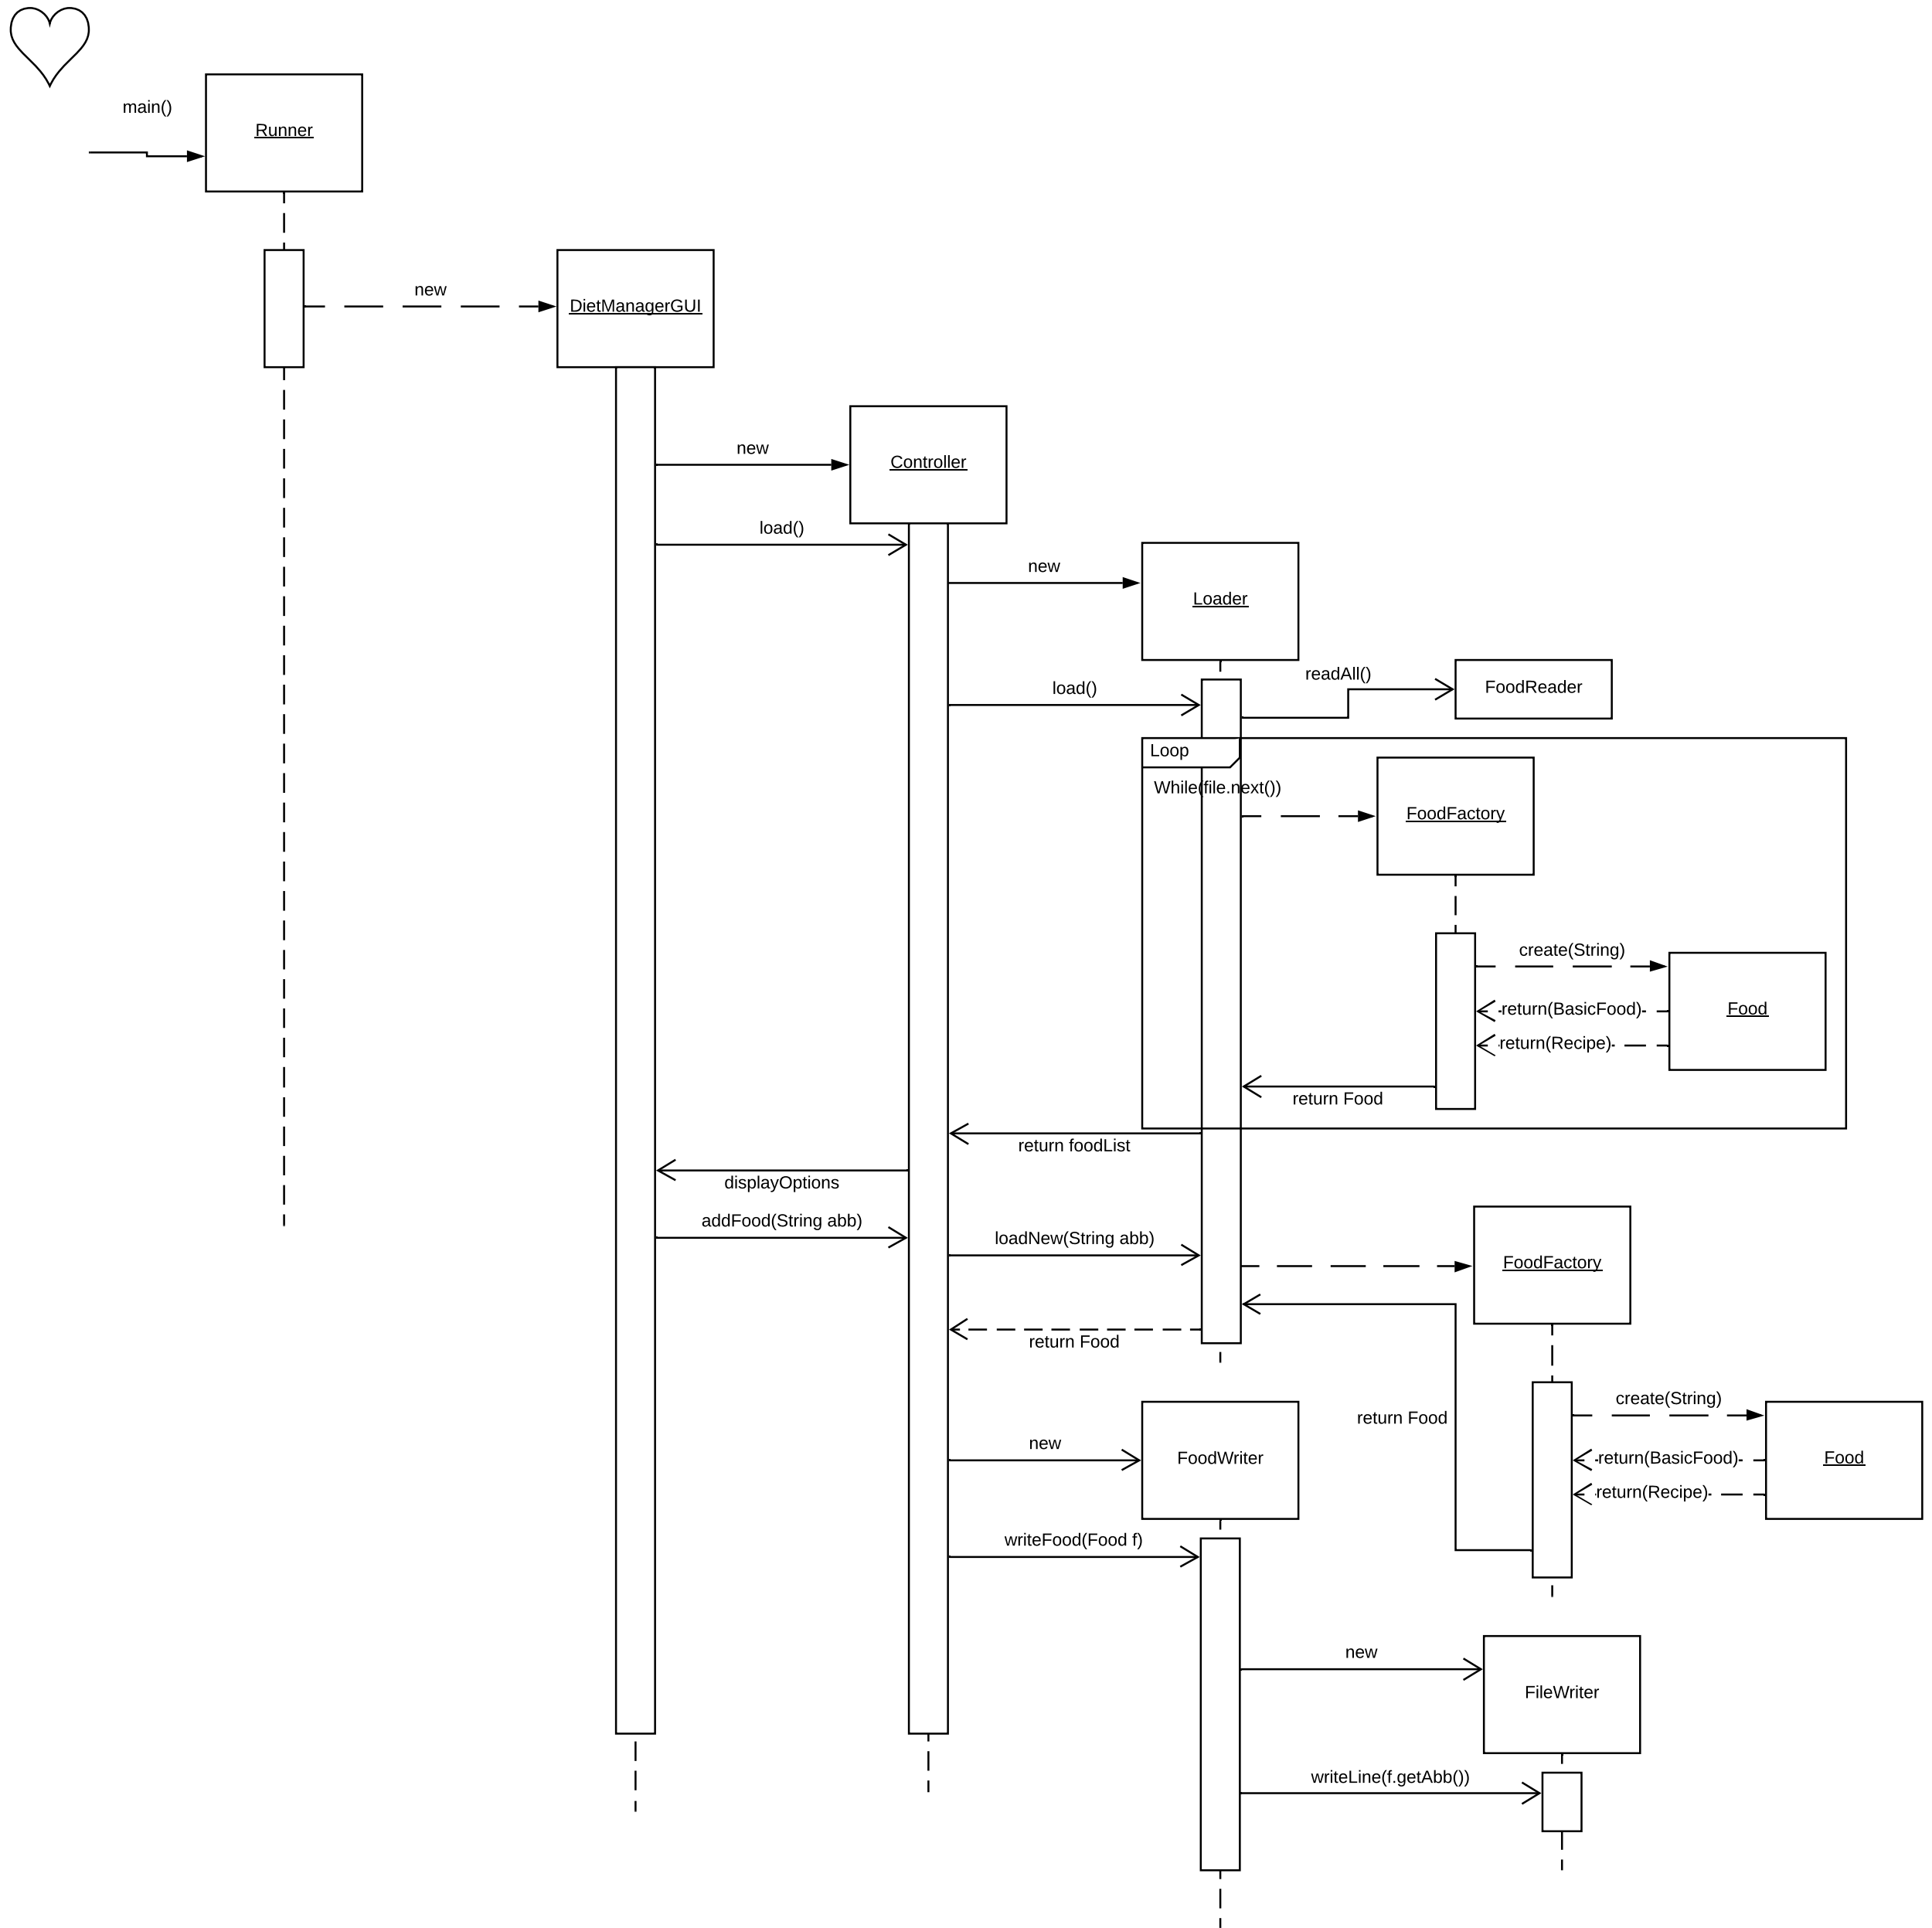 main()
Runner
new
DietManagerGUI
new
Controller
load()
new
Loader
readAll()
FoodReader
load()
Loop
While(file.next())
FoodFactory
create(String)
Food
return(BasicFood)
return(Recipe)
return Food
return foodList
displayOptions
addFood(String abb)
loadNew(String abb)
FoodFactory
return Food
create(String)
return Food
new
FoodWriter
return(BasicFood)
Food
return(Recipe)
writeFood(Food f)
new
FileWriter
writeLine(f.getAbb())